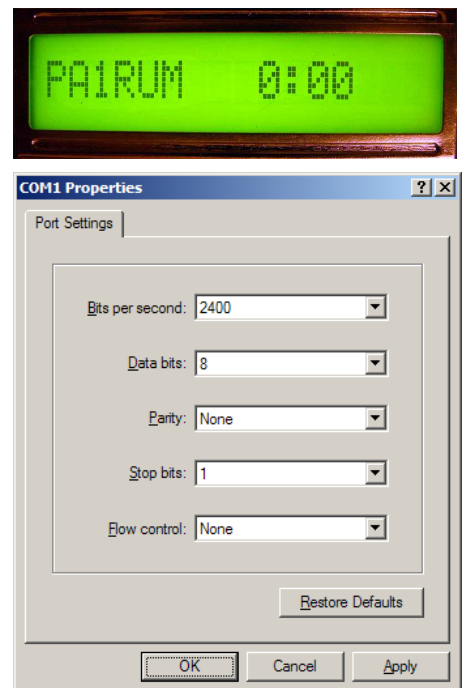 PA1RUM 0:00
COM1 Properties
Port Settings
Bits per second: 2400
Data bits: 8
Parity: None
Stop bits: 1
Flow control: None
Restore Defaults
OK Cancel Apply